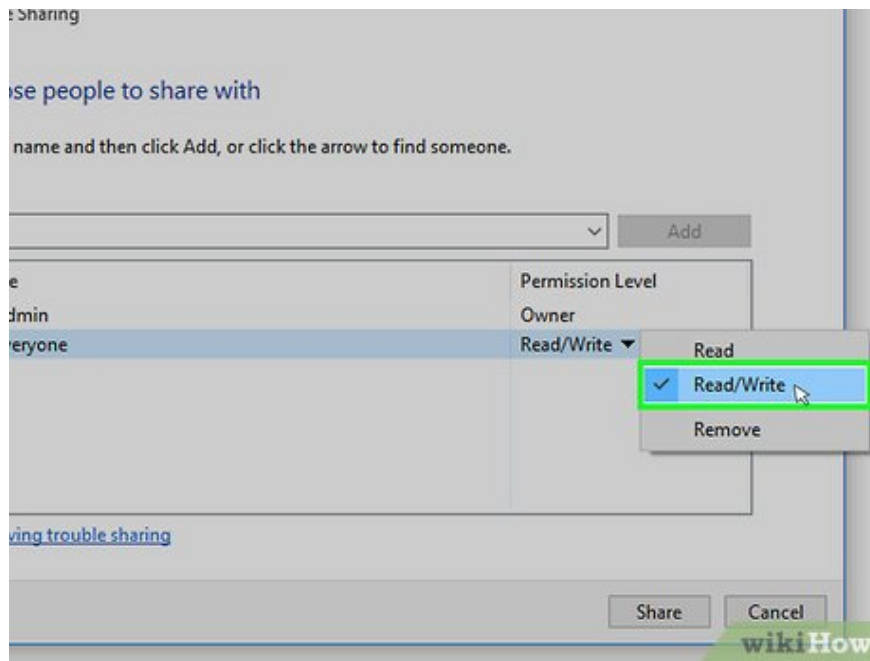 e Sharing
ose people to share with
name and then click Add, or click the arrow to find someone.
Add
e Permission Level
dmin Owner
eryone Read/Write
Read
Read/Write
Remove
ving trouble sharing
Share Cancel
wikiHow